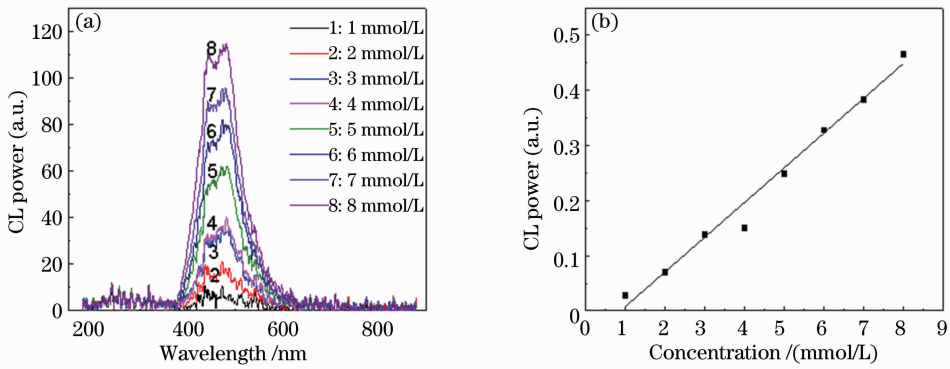 (a)
120
100
80
60
40
20
0
CL power (a.u.)
200
400
600
800
Wavelength /nm
8
7
6
5
4
3
2
1
1: 1 mmol/L
2: 2 mmol/L
3: 3 mmol/L
4: 4 mmol/L
5: 5 mmol/L
6: 6 mmol/L
7: 7 mmol/L
8: 8 mmol/L
(b)
0.5
0.4
0.3
0.2
0.1
0
CL power (a.u.)
0 1 2 3 4 5 6 7 8 9
Concentration /(mmol/L)